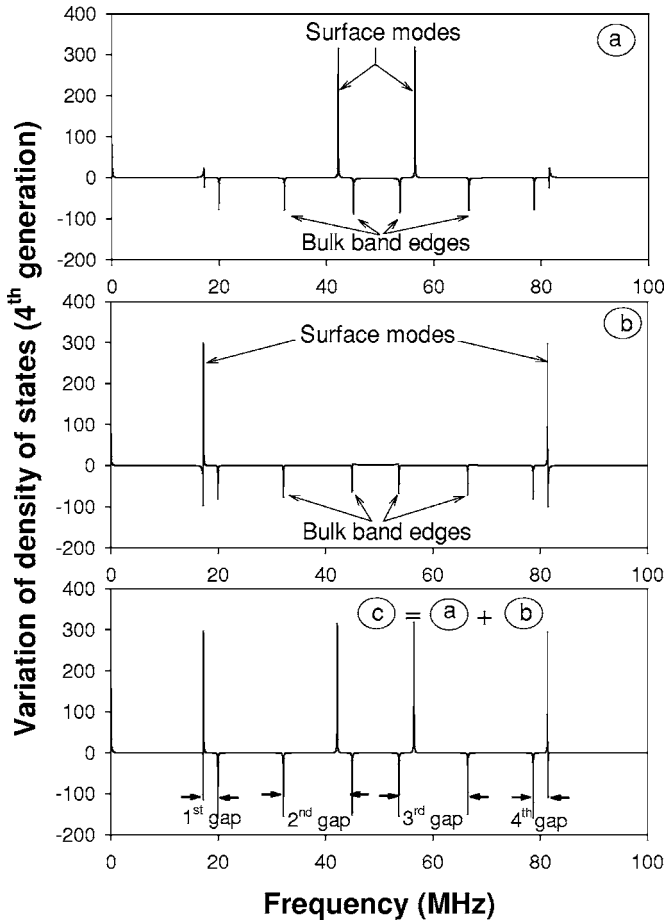 Variation of density of states (4th generation)
400
300
200
100
0
-100
-200
Surface modes
a
Bulk band edges
0 20 40 60 80 100
400
300
200
100
0
-100
-200
Surface modes
b
Bulk band edges
0 20 40 60 80 100
400
300
200
100
0
-100
-200
c = a + b
1st gap 2nd gap 3rd gap 4th gap
0 20 40 60 80 100
Frequency (MHz)